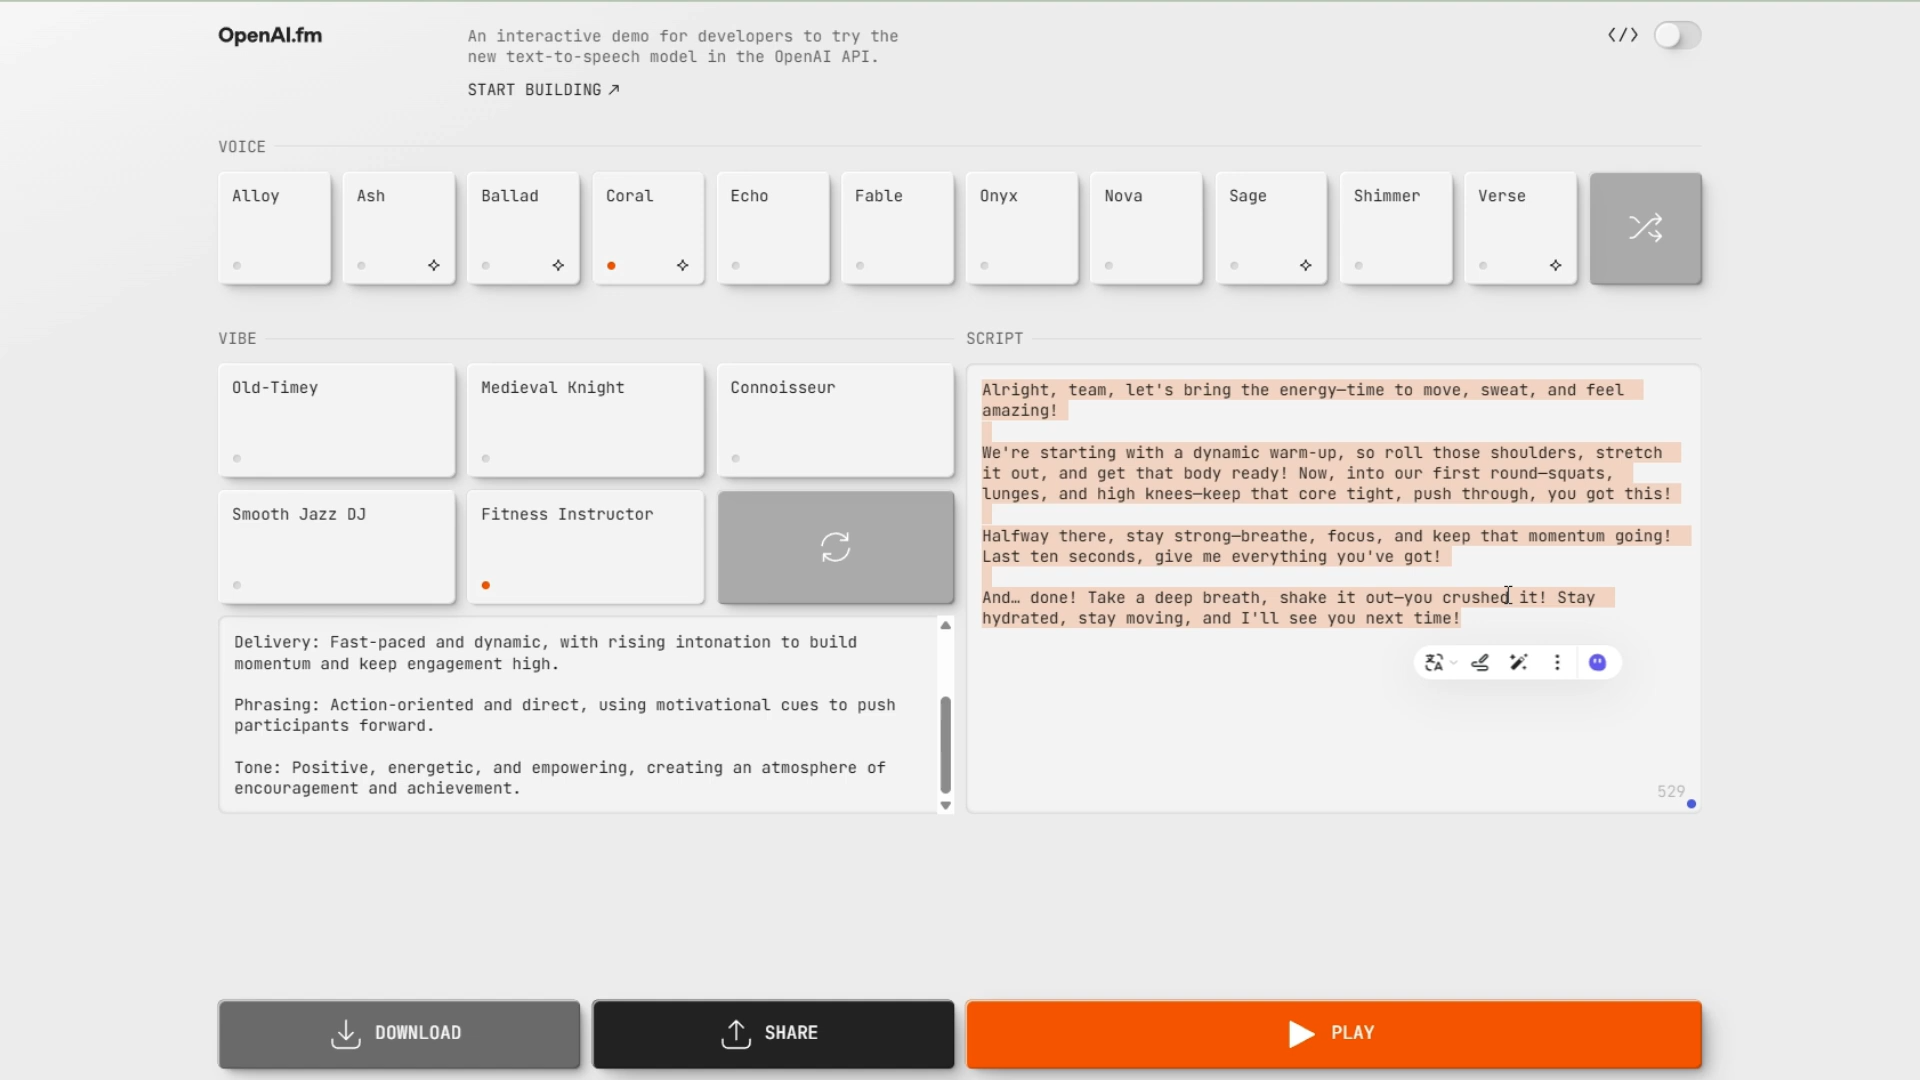 OpenAI.fm
An interactive demo for developers to try the
new text-to-speech model in the OpenAI API.
START BUILDING ↗
</>
VOICE
Alloy
Ash
Ballad
Coral
Echo
Fable
Onyx
Nova
Sage
Shimmer
Verse
VIBE
Old-Timey
Medieval Knight
Connoisseur
Smooth Jazz DJ
Fitness Instructor
Delivery: Fast-paced and dynamic, with rising intonation to build
momentum and keep engagement high.
Phrasing: Action-oriented and direct, using motivational cues to push
participants forward.
Tone: Positive, energetic, and empowering, creating an atmosphere of
encouragement and achievement.
SCRIPT
Alright, team, let's bring the energy—time to move, sweat, and feel
amazing!
We're starting with a dynamic warm-up, so roll those shoulders, stretch
it out, and get that body ready! Now, into our first round—squats,
lunges, and high knees—keep that core tight, push through, you got this!
Halfway there, stay strong—breathe, focus, and keep that momentum going!
Last ten seconds, give me everything you've got!
And… done! Take a deep breath, shake it out—you crushed it! Stay
hydrated, stay moving, and I'll see you next time!
529
DOWNLOAD
SHARE
PLAY